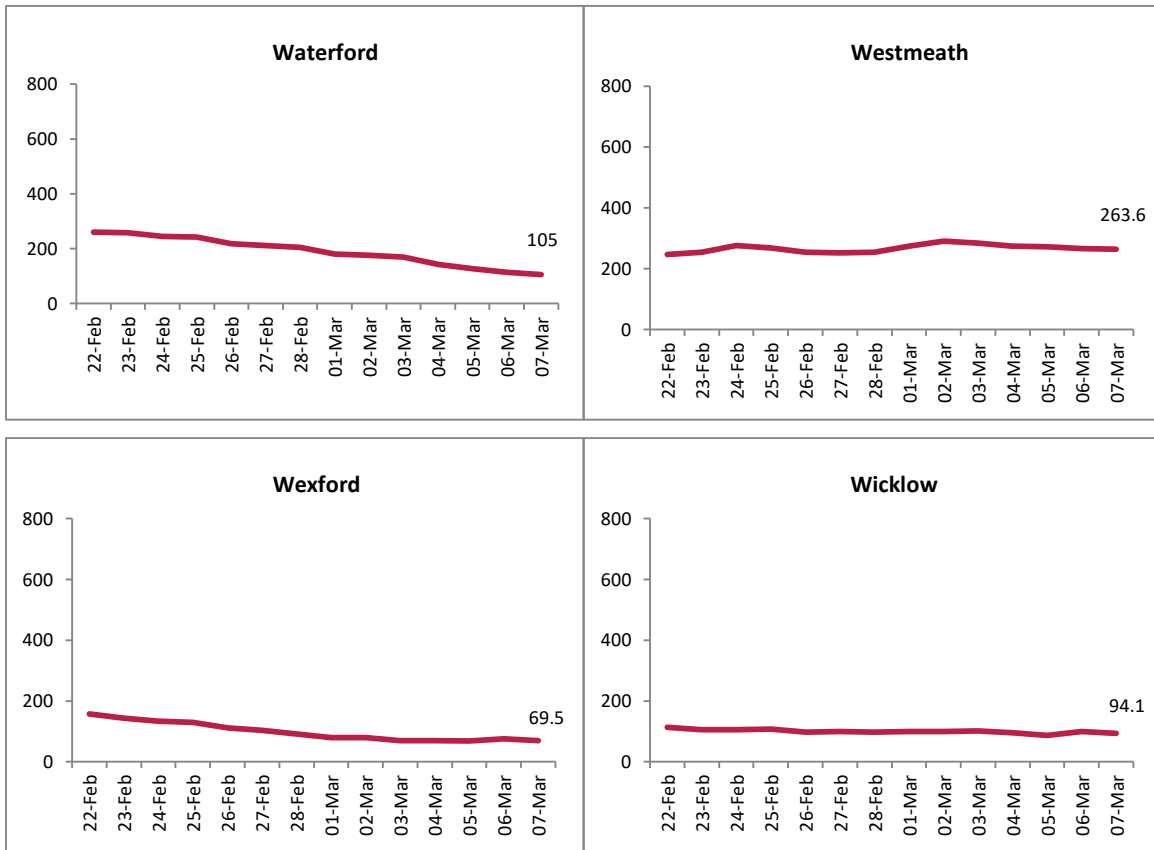 Waterford
800
600
400
200
0
105
22-Feb
23-Feb
24-Feb
25-Feb
26-Feb
27-Feb
28-Feb
01-Mar
02-Mar
03-Mar
04-Mar
05-Mar
06-Mar
07-Mar
Westmeath
800
600
400
200
0
263.6
22-Feb
23-Feb
24-Feb
25-Feb
26-Feb
27-Feb
28-Feb
01-Mar
02-Mar
03-Mar
04-Mar
05-Mar
06-Mar
07-Mar
Wexford
800
600
400
200
0
69.5
22-Feb
23-Feb
24-Feb
25-Feb
26-Feb
27-Feb
28-Feb
01-Mar
02-Mar
03-Mar
04-Mar
05-Mar
06-Mar
07-Mar
Wicklow
800
600
400
200
0
94.1
22-Feb
23-Feb
24-Feb
25-Feb
26-Feb
27-Feb
28-Feb
01-Mar
02-Mar
03-Mar
04-Mar
05-Mar
06-Mar
07-Mar